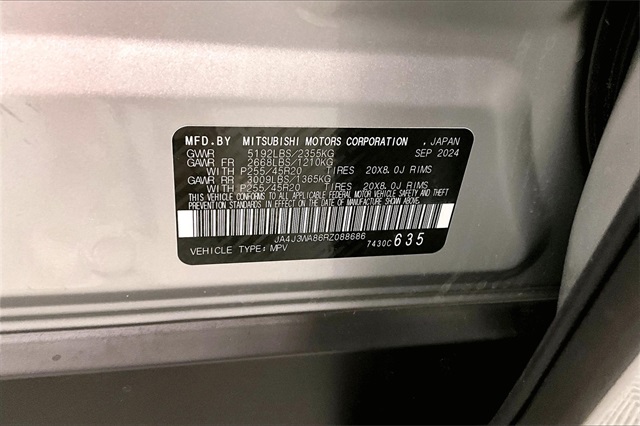 MFD.BY MITSUBISHI MOTORS CORPORATION , JAPAN
GVWR 5192LBS/2355KG SEP 2024
GAWR FR 2668LBS/1210KG
WITH P255/45R20 TIRES 20X8.0J RIMS
GAWR RR 3009LBS/1365KG
WITH P255/45R20 TIRES 20X8.0J RIMS
THIS VEHICLE CONFORMS TO ALL APPLICABLE FEDERAL MOTOR VEHICLE SAFETY AND
THEFT PREVENTION STANDARDS IN EFFECT ON THE DATE OF MANUFACTURE SHOWN ABOVE.
JA4J3WA86RZ088686
VEHICLE TYPE: MPV 7430C 635